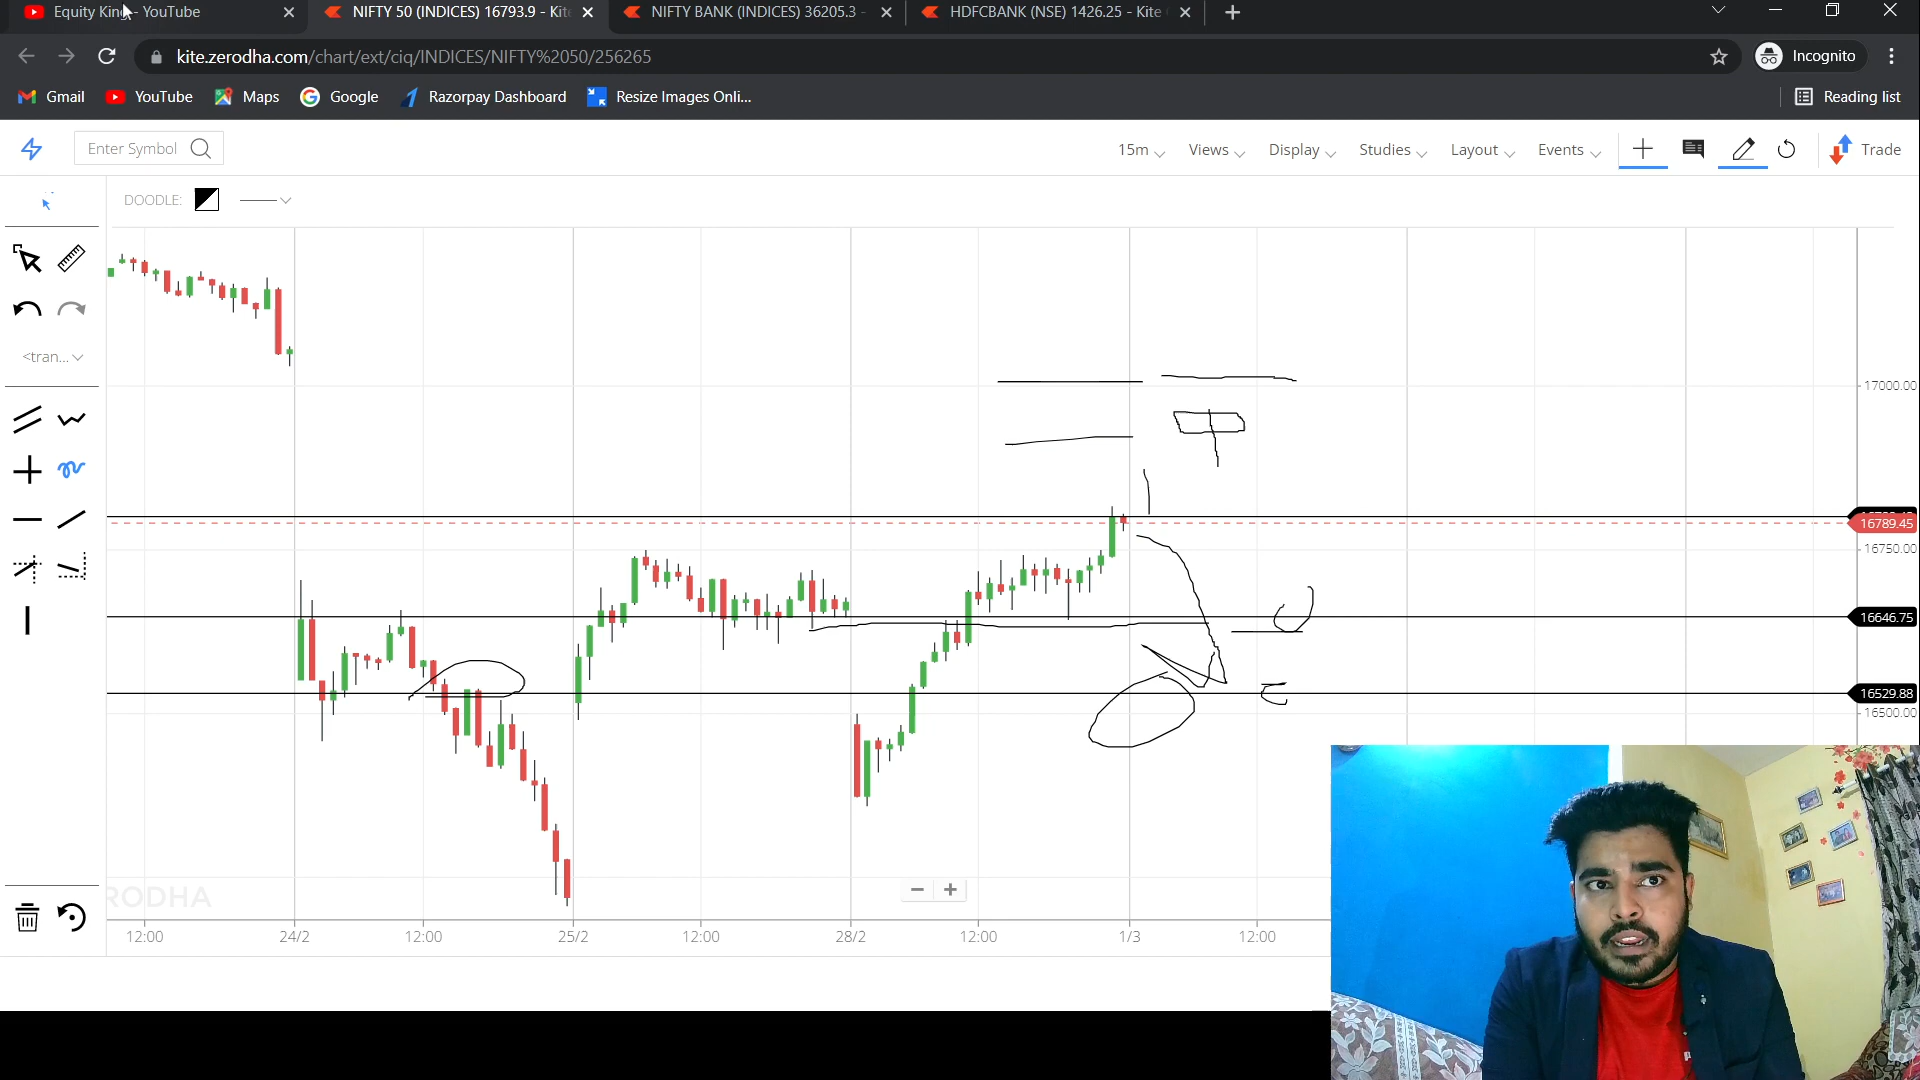 Equity King - YouTube
NIFTY 50 (INDICES) 16793.9 - Kit
NIFTY BANK (INDICES) 36205.3 -
HDFCBANK (NSE) 1426.25 - Kite
kite.zerodha.com/chart/ext/ciq/INDICES/NIFTY%2050/256265
Incognito
Gmail
YouTube
Maps
Google
Razorpay Dashboard
Resize Images Onli...
Reading list
Enter Symbol
15m
Views
Display
Studies
Layout
Events
Trade
DOODLE:
<tran...
17000.00
16789.45
16750.00
16646.75
16529.88
16500.00
RODHA
12:00
24/2
12:00
25/2
12:00
28/2
12:00
1/3
12:00